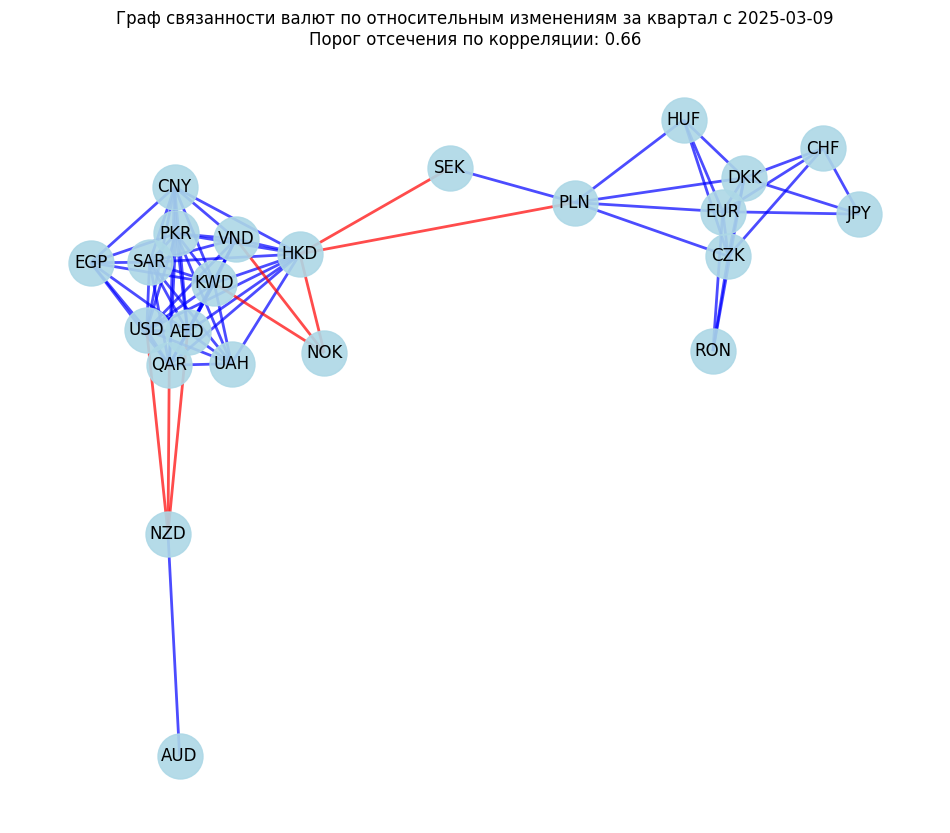 Граф связанности валют по относительным изменениям за квартал с 2025-03-09
Порог отсечения по корреляции: 0.66
HUF
CHF
SEK
DKK
CNY
PLN
EUR
JPY
PKR
VND
HKD
CZK
EGP
SAR
KWD
USD
AED
NOK
RON
QAR
UAH
NZD
AUD